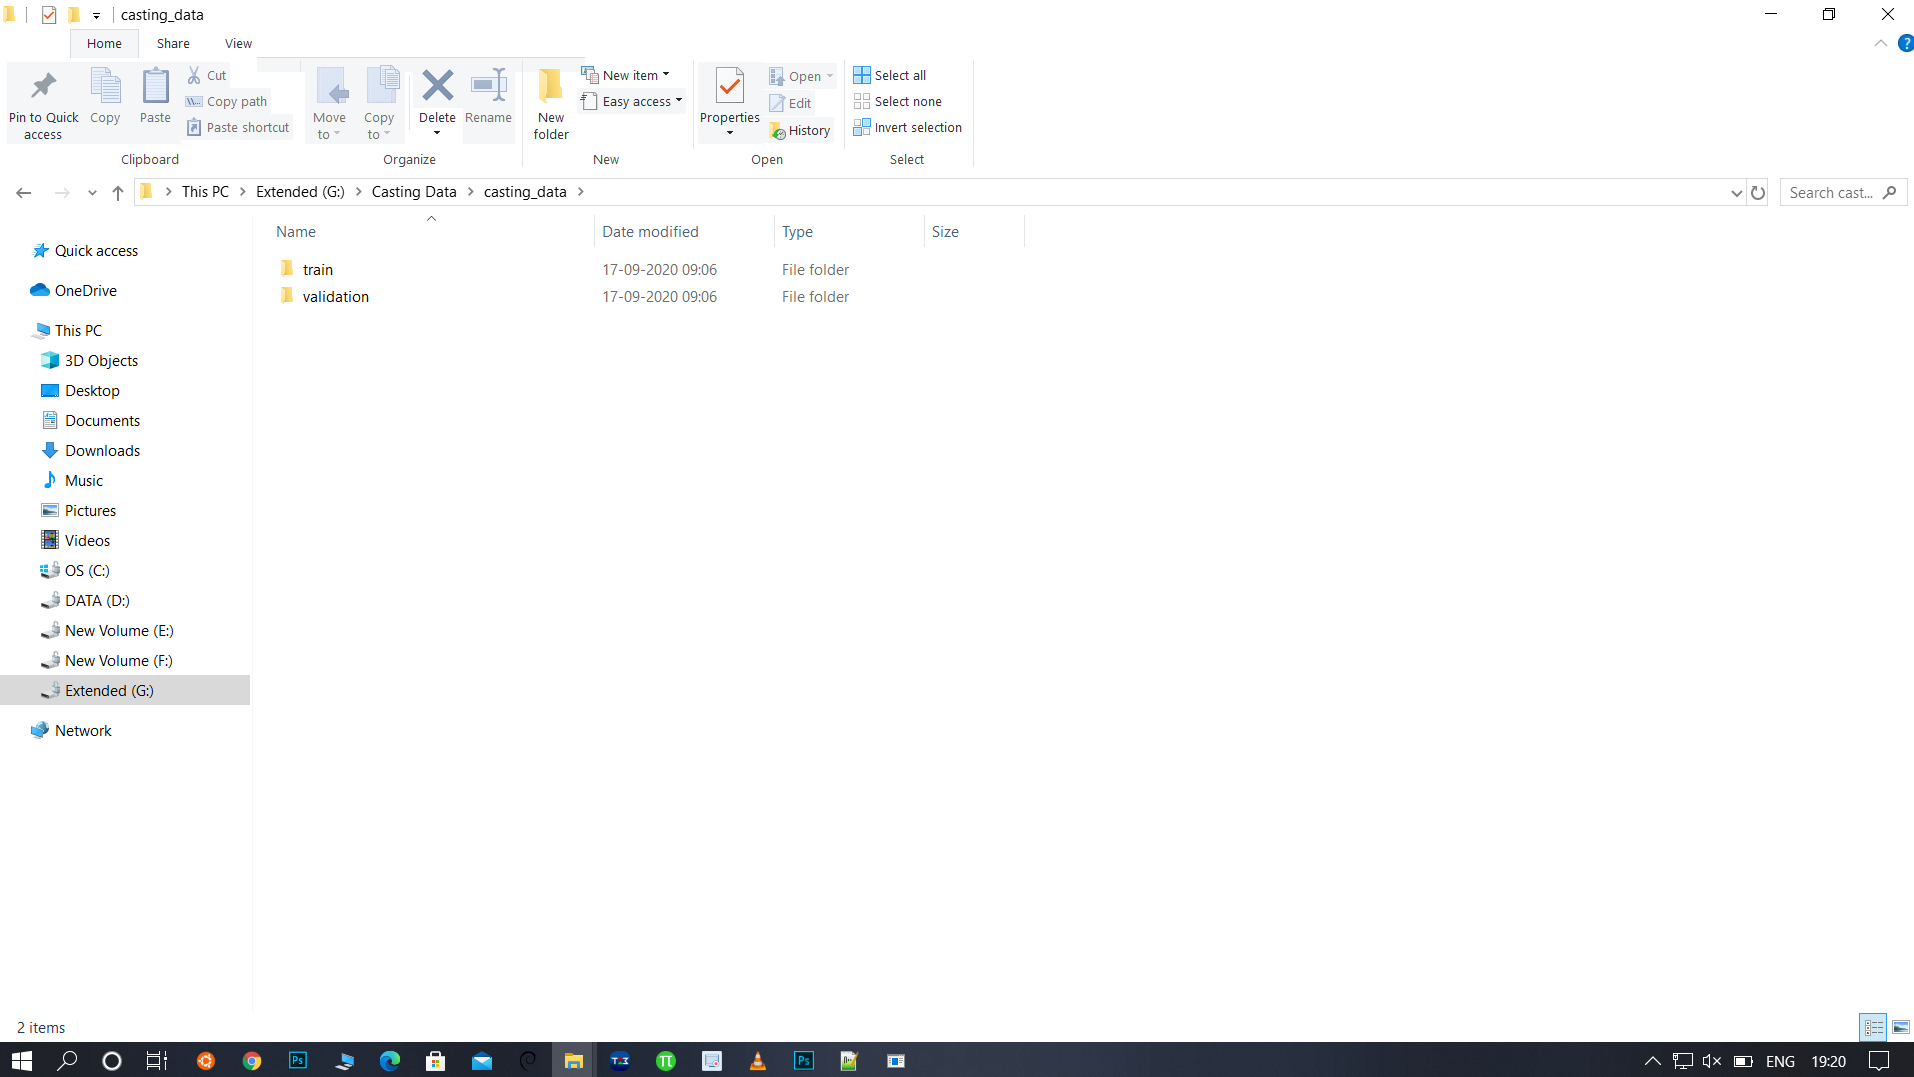 casting_data
Home Share View
Pin to Quick access
Copy
Paste
Cut
Copy path
Paste shortcut
Clipboard
Move to
Copy to
Delete
Rename
Organize
New folder
New item
Easy access
New
Properties
Open
Edit
History
Open
Select all
Select none
Invert selection
Select
This PC Extended (G:) Casting Data casting_data
Search cast...
Name Date modified Type Size
train 17-09-2020 09:06 File folder
validation 17-09-2020 09:06 File folder
Quick access
OneDrive
This PC
3D Objects
Desktop
Documents
Downloads
Music
Pictures
Videos
OS (C:)
DATA (D:)
New Volume (E:)
New Volume (F:)
Extended (G:)
Network
2 items
Ps
Ps
ENG 19:20